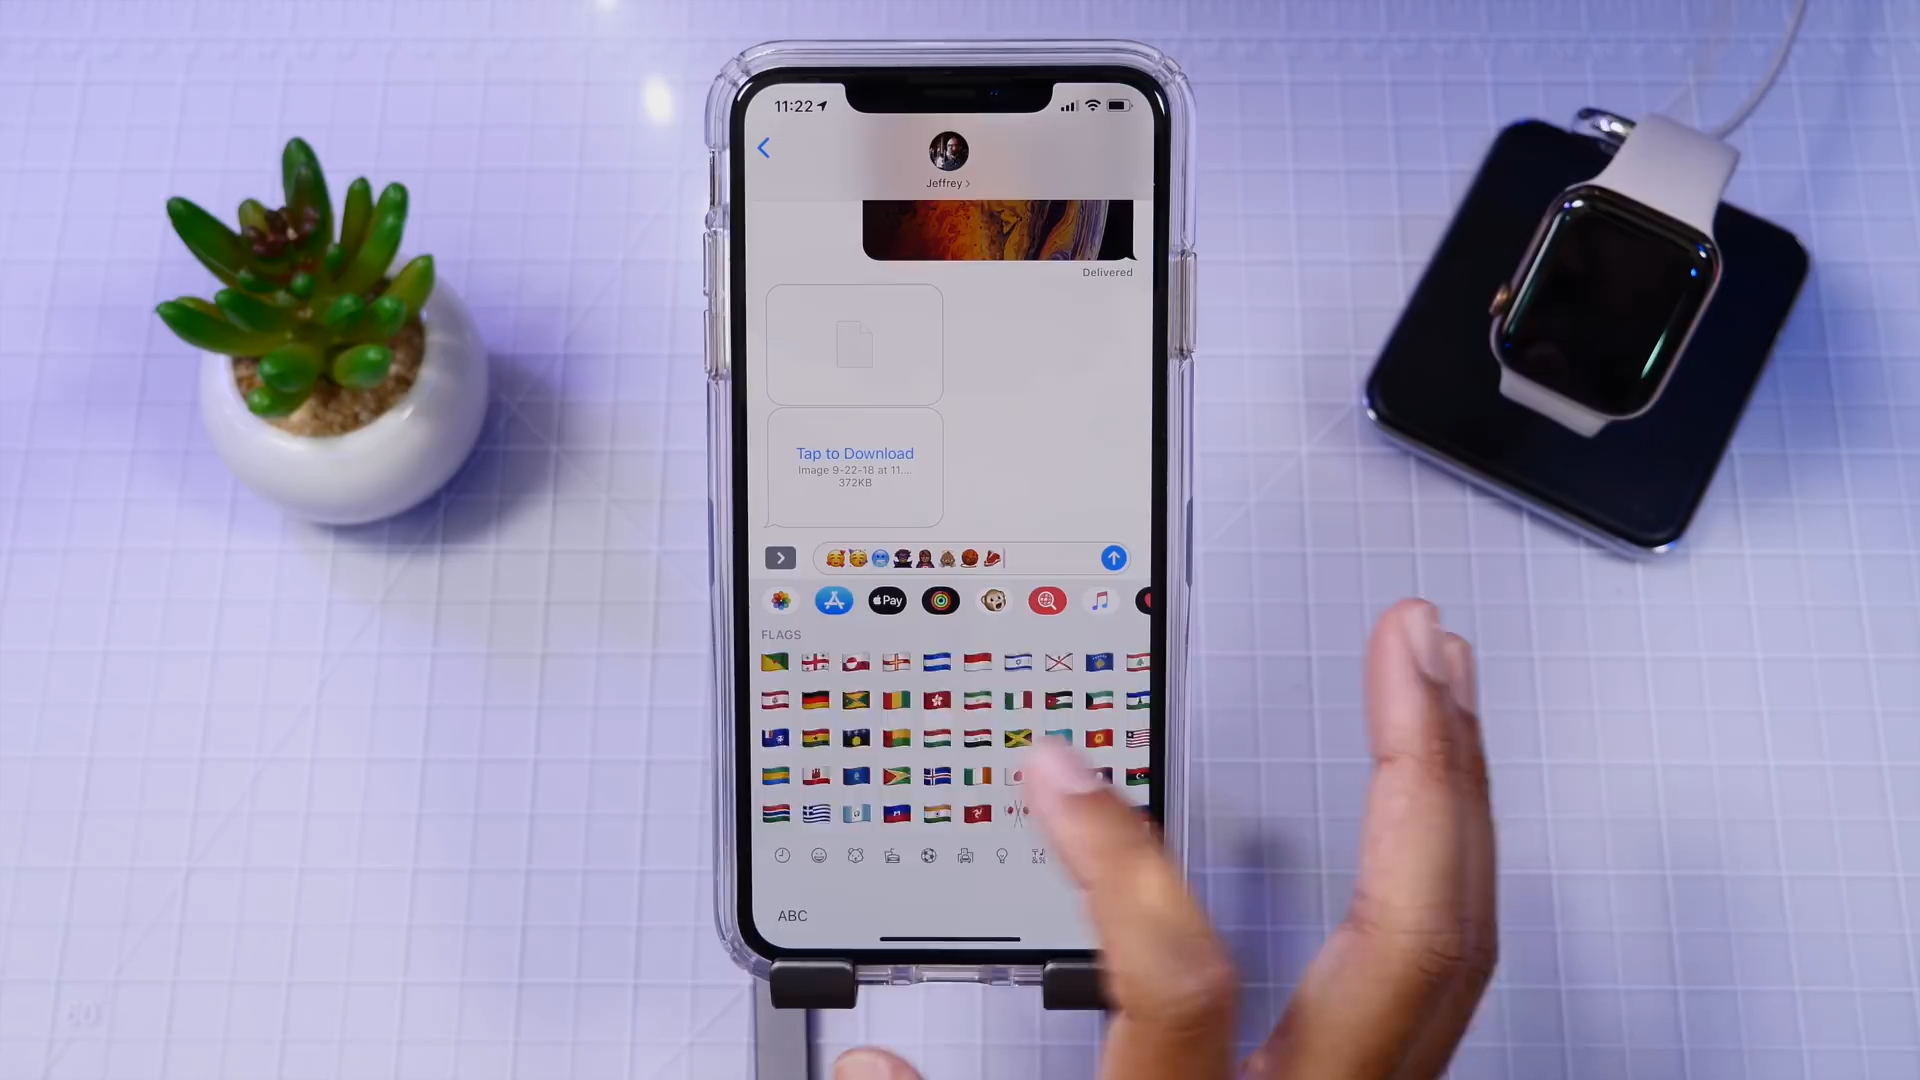 11:22
Jeffrey >
Delivered
Tap to Download
Image 9-22-18 at 11....
372KB
Pay
FLAGS
ABC